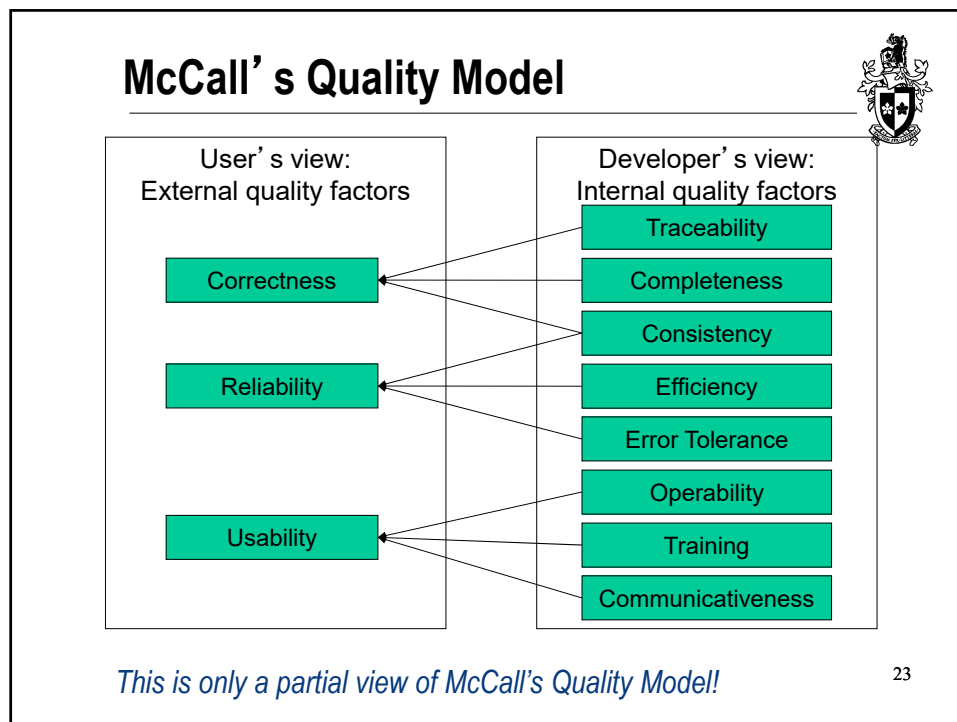 McCall’s Quality Model
User’s view:
External quality factors
Developer’s view:
Internal quality factors
Correctness
Reliability
Usability
Traceability
Completeness
Consistency
Efficiency
Error Tolerance
Operability
Training
Communicativeness
This is only a partial view of McCall’s Quality Model!
23